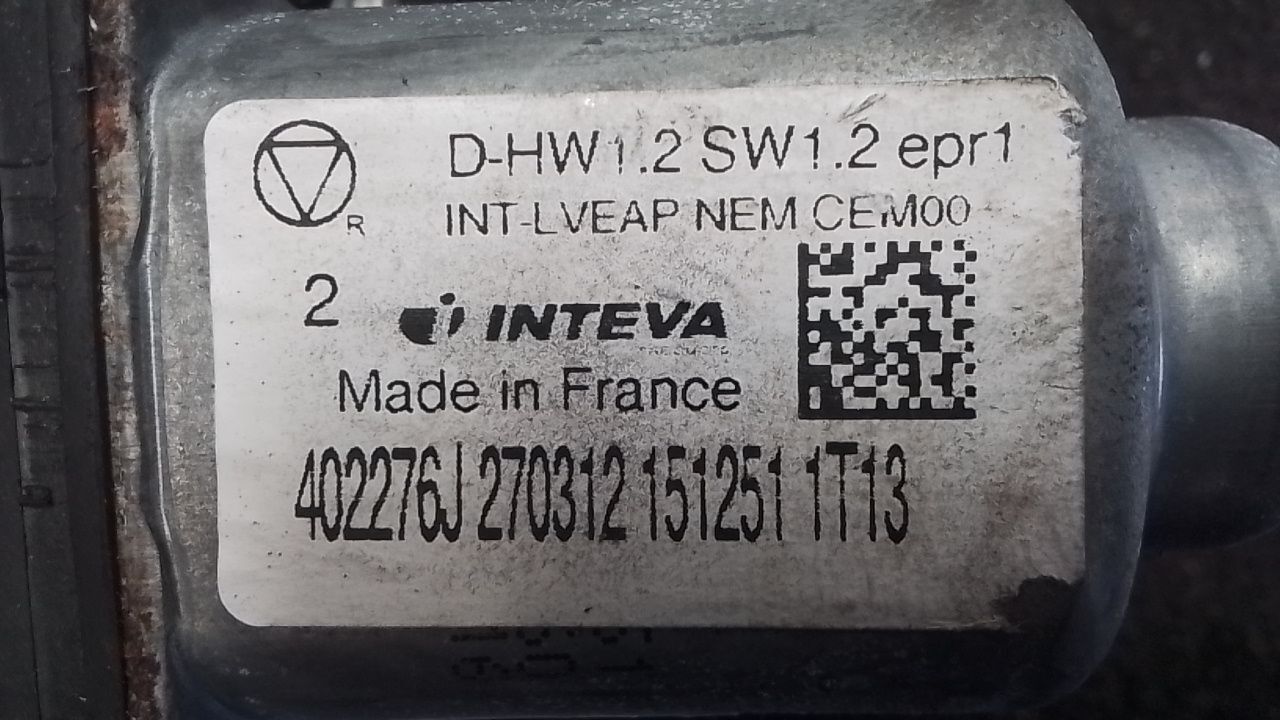 D-HW1.2 SW1.2 epr1
R
INT-LVEAP NEM CEM00
2
INTEVA
Made in France
402276J 270312 151251 1T13